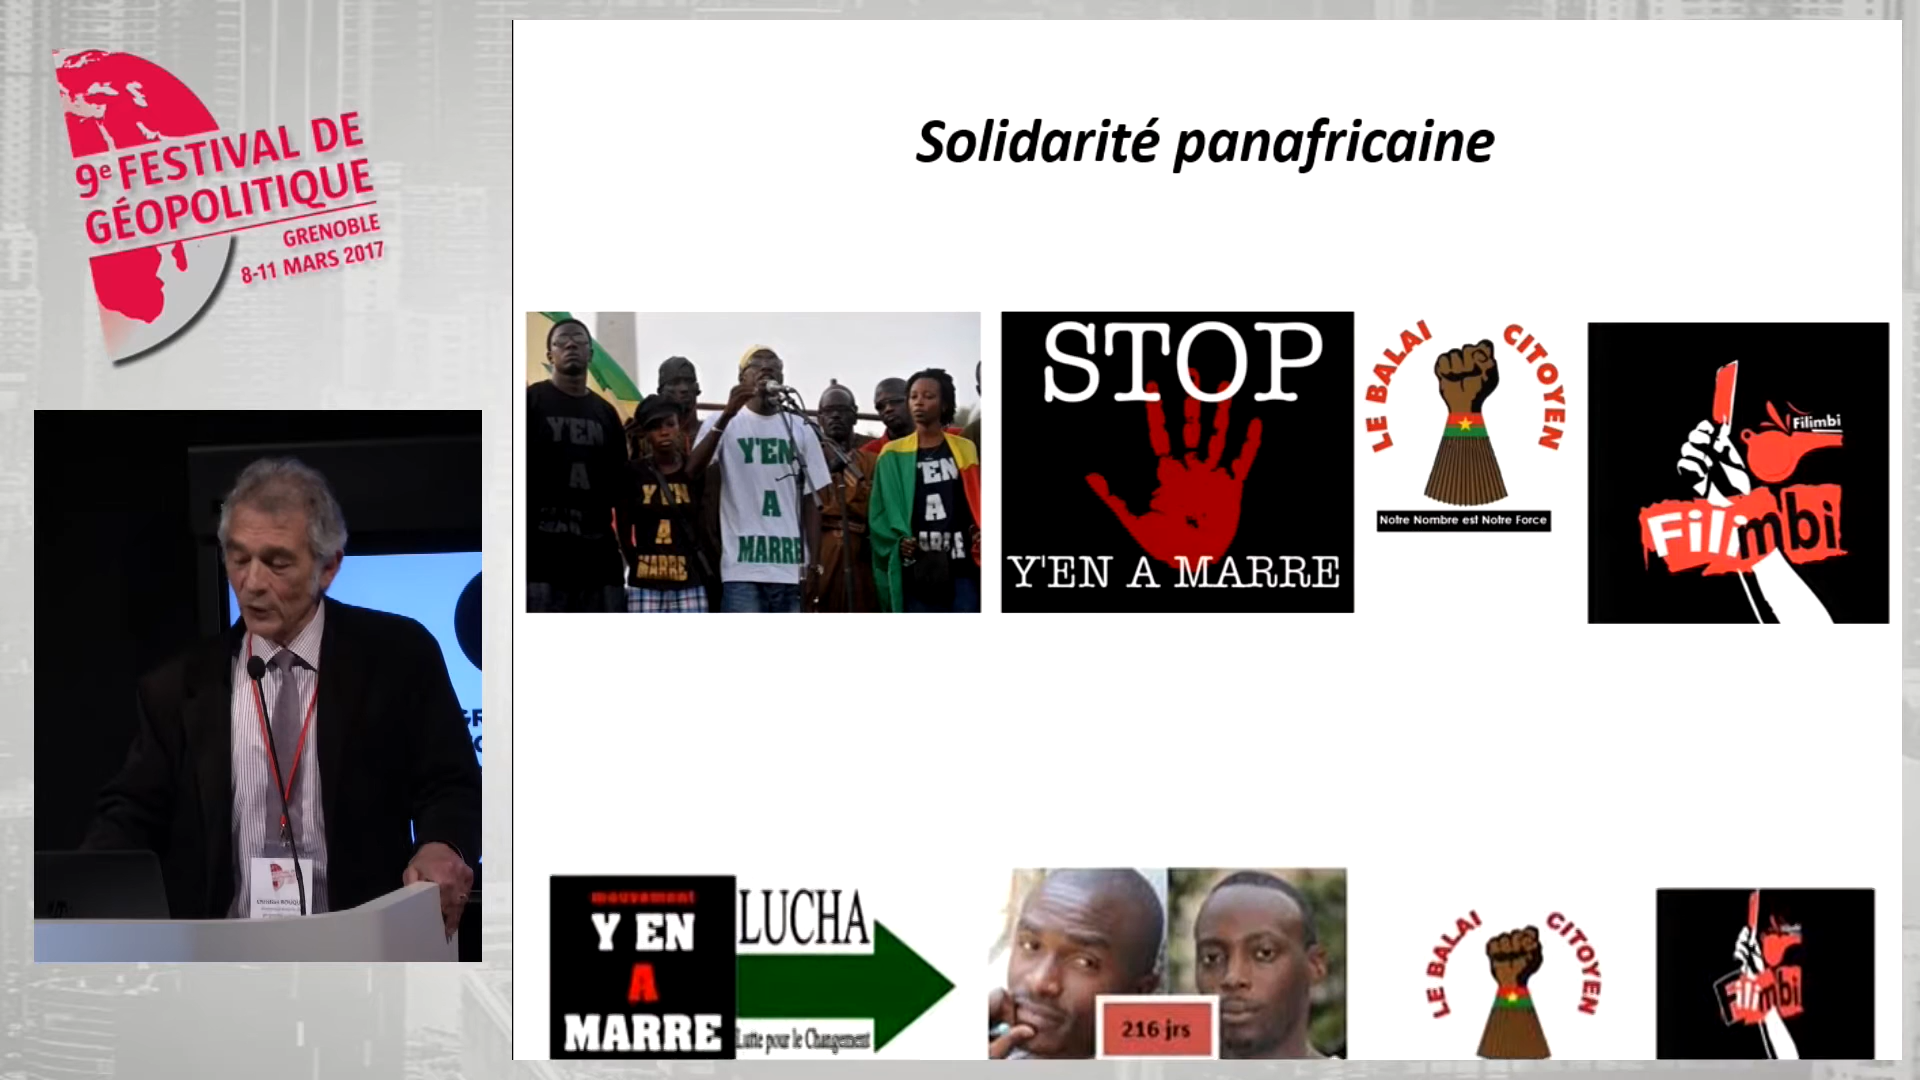 9e FESTIVAL DE
GÉOPOLITIQUE
GRENOBLE
8-11 MARS 2017
Solidarité panafricaine
Y'EN
A
Y'EN
A
MARRE
Y'EN
A
MARRE
A
STOP
Y'EN A MARRE
LE BALAI CITOYEN
Notre Nombre est Notre Force
Filimbi
Filimbi
mouvement
Y EN
A
MARRE
LUCHA
Lutte pour le Changement
216 jrs
LE BALAI CITOYEN
Filimbi
Christian